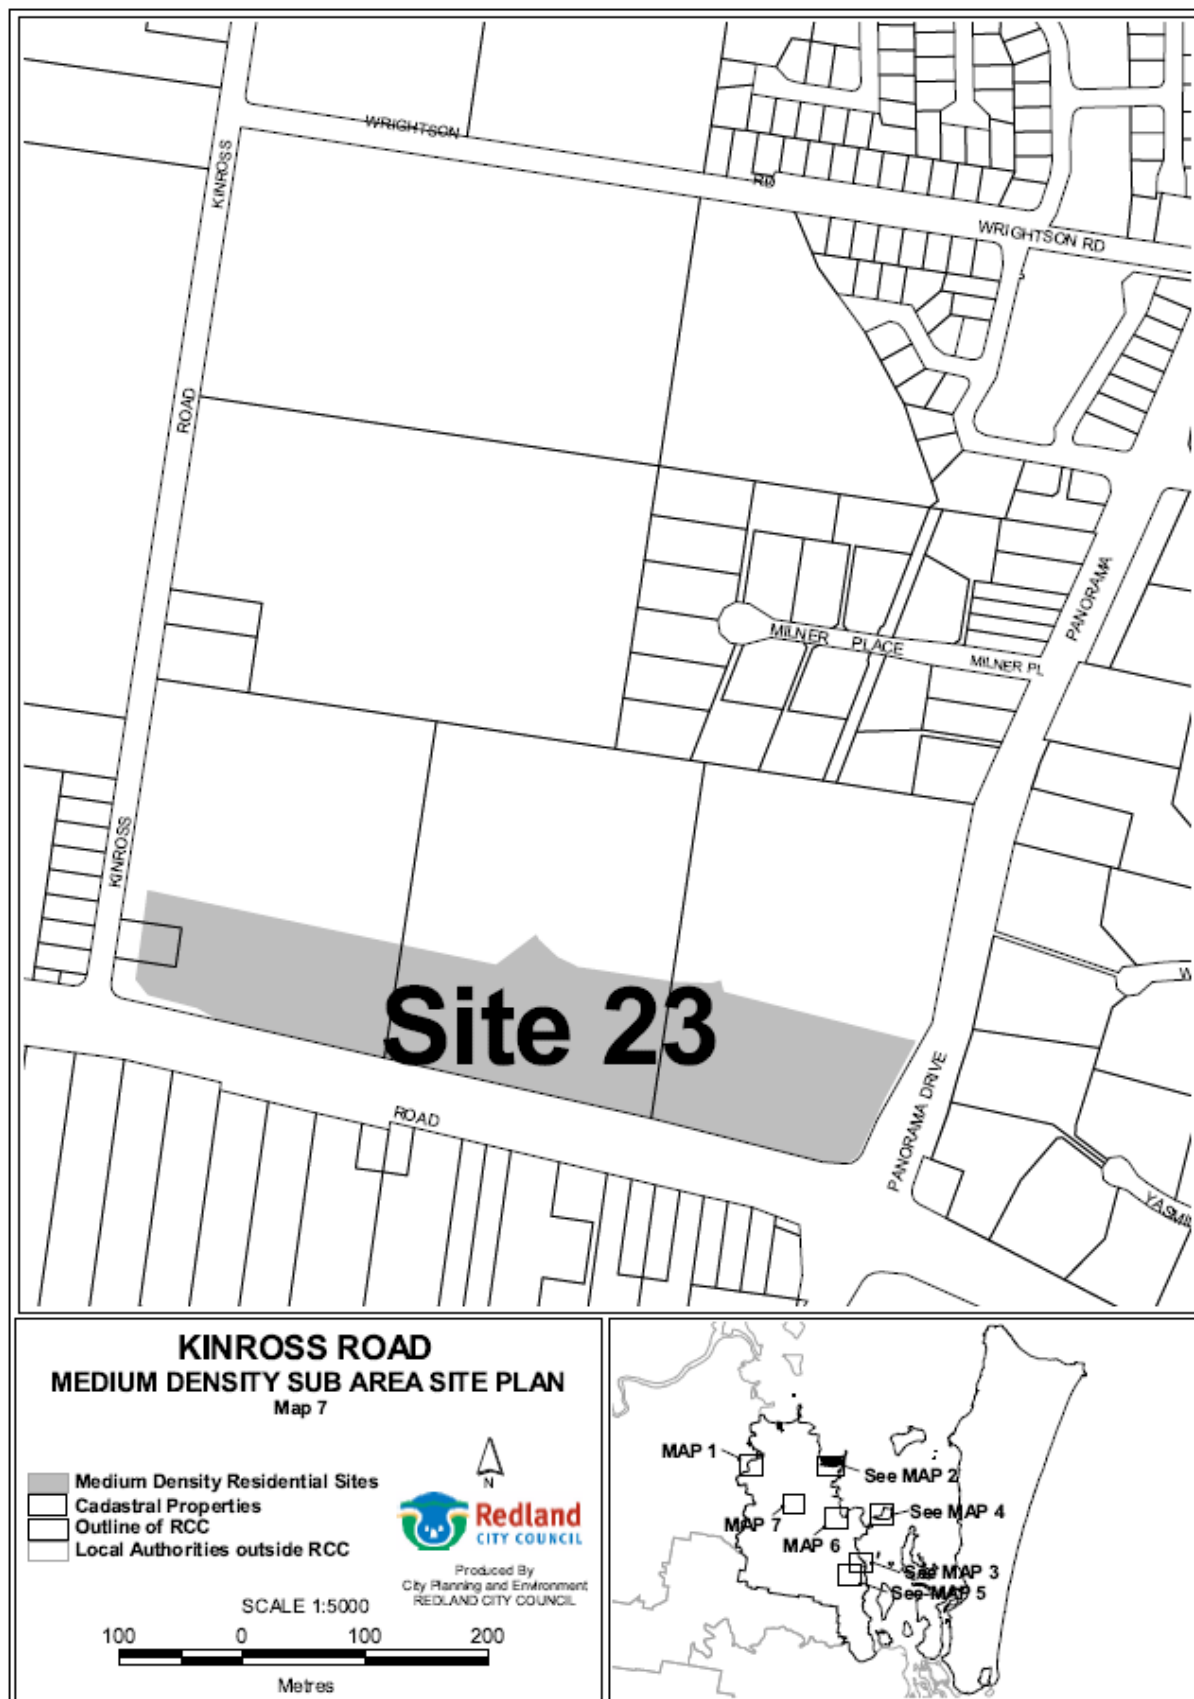 WRIGHTSON
RD
WRIGHTSON RD
KINROSS
ROAD
PANORAMA
MILNER PLACE
MILNER PL
KINROSS
W
Site 23
ROAD
PANORAMA DRIVE
YASMI
KINROSS ROAD
MEDIUM DENSITY SUB AREA SITE PLAN
Map 7
Medium Density Residential Sites
Cadastral Properties
Outline of RCC
Local Authorities outside RCC
N
Redland
CITY COUNCIL
Produced By
City Planning and Environment
REDLAND CITY COUNCIL
SCALE 1:5000
100 0 100 200
Metres
MAP 1
See MAP 2
See MAP 4
MAP 7
MAP 6
See MAP 3
See MAP 5